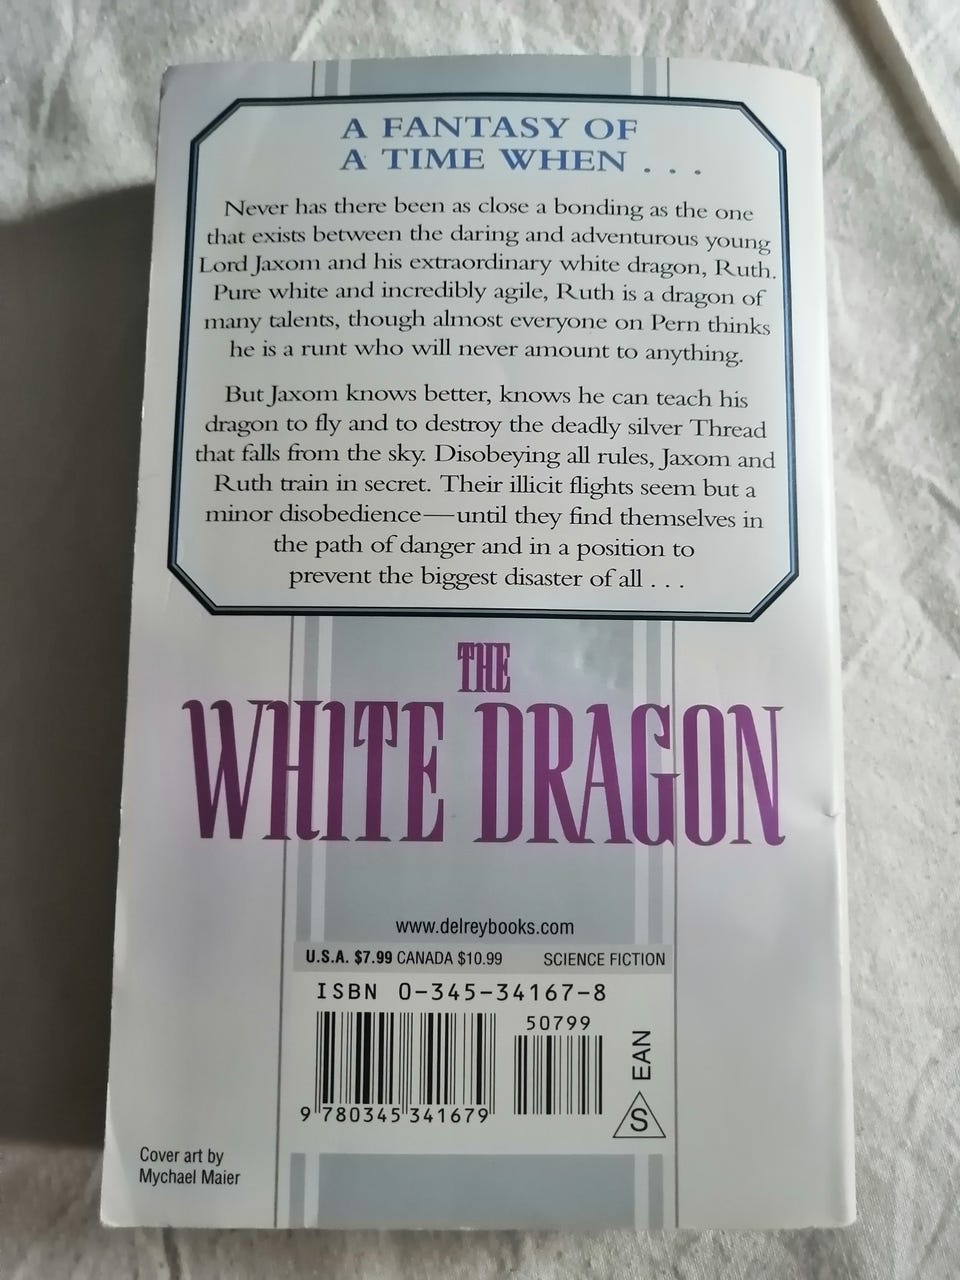 A FANTASY OF
A TIME WHEN . . .
Never has there been as close a bonding as the one
that exists between the daring and adventurous young
Lord Jaxom and his extraordinary white dragon, Ruth.
Pure white and incredibly agile, Ruth is a dragon of
many talents, though almost everyone on Pern thinks
he is a runt who will never amount to anything.
But Jaxom knows better, knows he can teach his
dragon to fly and to destroy the deadly silver Thread
that falls from the sky. Disobeying all rules, Jaxom and
Ruth train in secret. Their illicit flights seem but a
minor disobedience—until they find themselves in
the path of danger and in a position to
prevent the biggest disaster of all . . .
THE
WHITE DRAGON
www.delreybooks.com
U.S.A. $7.99 CANADA $10.99 SCIENCE FICTION
ISBN 0-345-34167-8
50799
9 780345 341679
EAN
S
Cover art by
Mychael Maier